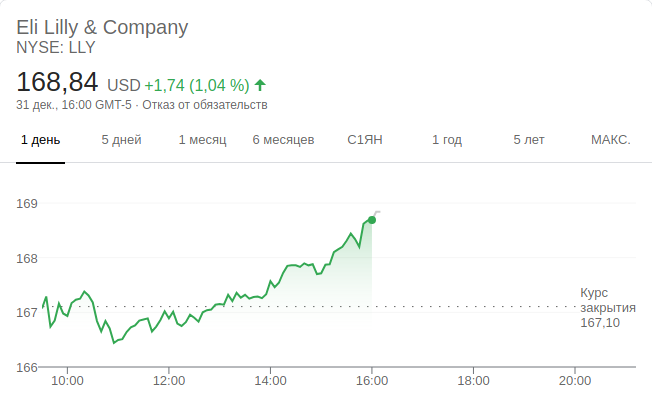 Eli Lilly & Company
NYSE: LLY
168,84 USD +1,74 (1,04 %)
31 дек., 16:00 GMT-5 · Отказ от обязательств
1 день 5 дней 1 месяц 6 месяцев С1ЯН 1 год 5 лет МАКС.
169
168
167
166
Курс
закрытия
167,10
10:00 12:00 14:00 16:00 18:00 20:00